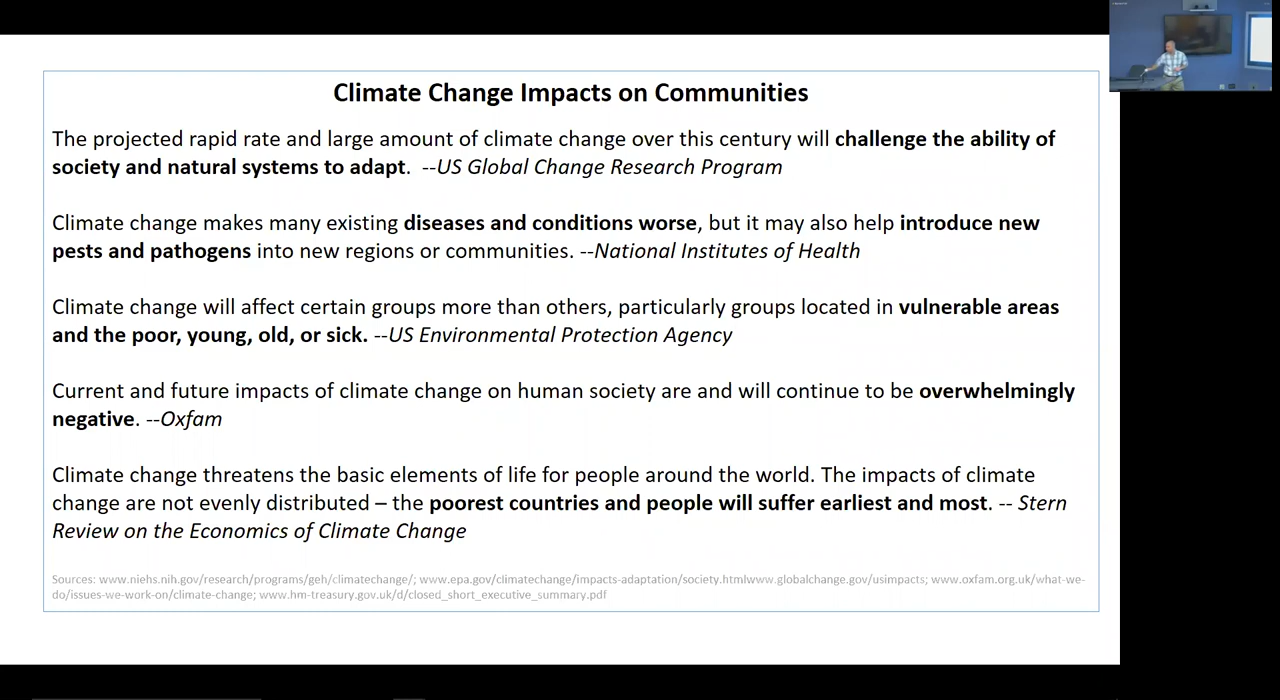 Climate Change Impacts on Communities
The projected rapid rate and large amount of climate change over this century will challenge the ability of
society and natural systems to adapt. --US Global Change Research Program
Climate change makes many existing diseases and conditions worse, but it may also help introduce new
pests and pathogens into new regions or communities. --National Institutes of Health
Climate change will affect certain groups more than others, particularly groups located in vulnerable areas
and the poor, young, old, or sick. --US Environmental Protection Agency
Current and future impacts of climate change on human society are and will continue to be overwhelmingly
negative. --Oxfam
Climate change threatens the basic elements of life for people around the world. The impacts of climate
change are not evenly distributed – the poorest countries and people will suffer earliest and most. -- Stern
Review on the Economics of Climate Change
Sources: www.niehs.nih.gov/research/programs/geh/climatechange/; www.epa.gov/climatechange/impacts-adaptation/society.htmlwww.globalchange.gov/usimpacts; www.oxfam.org.uk/what-we-
do/issues-we-work-on/climate-change; www.hm-treasury.gov.uk/d/closed_short_executive_summary.pdf